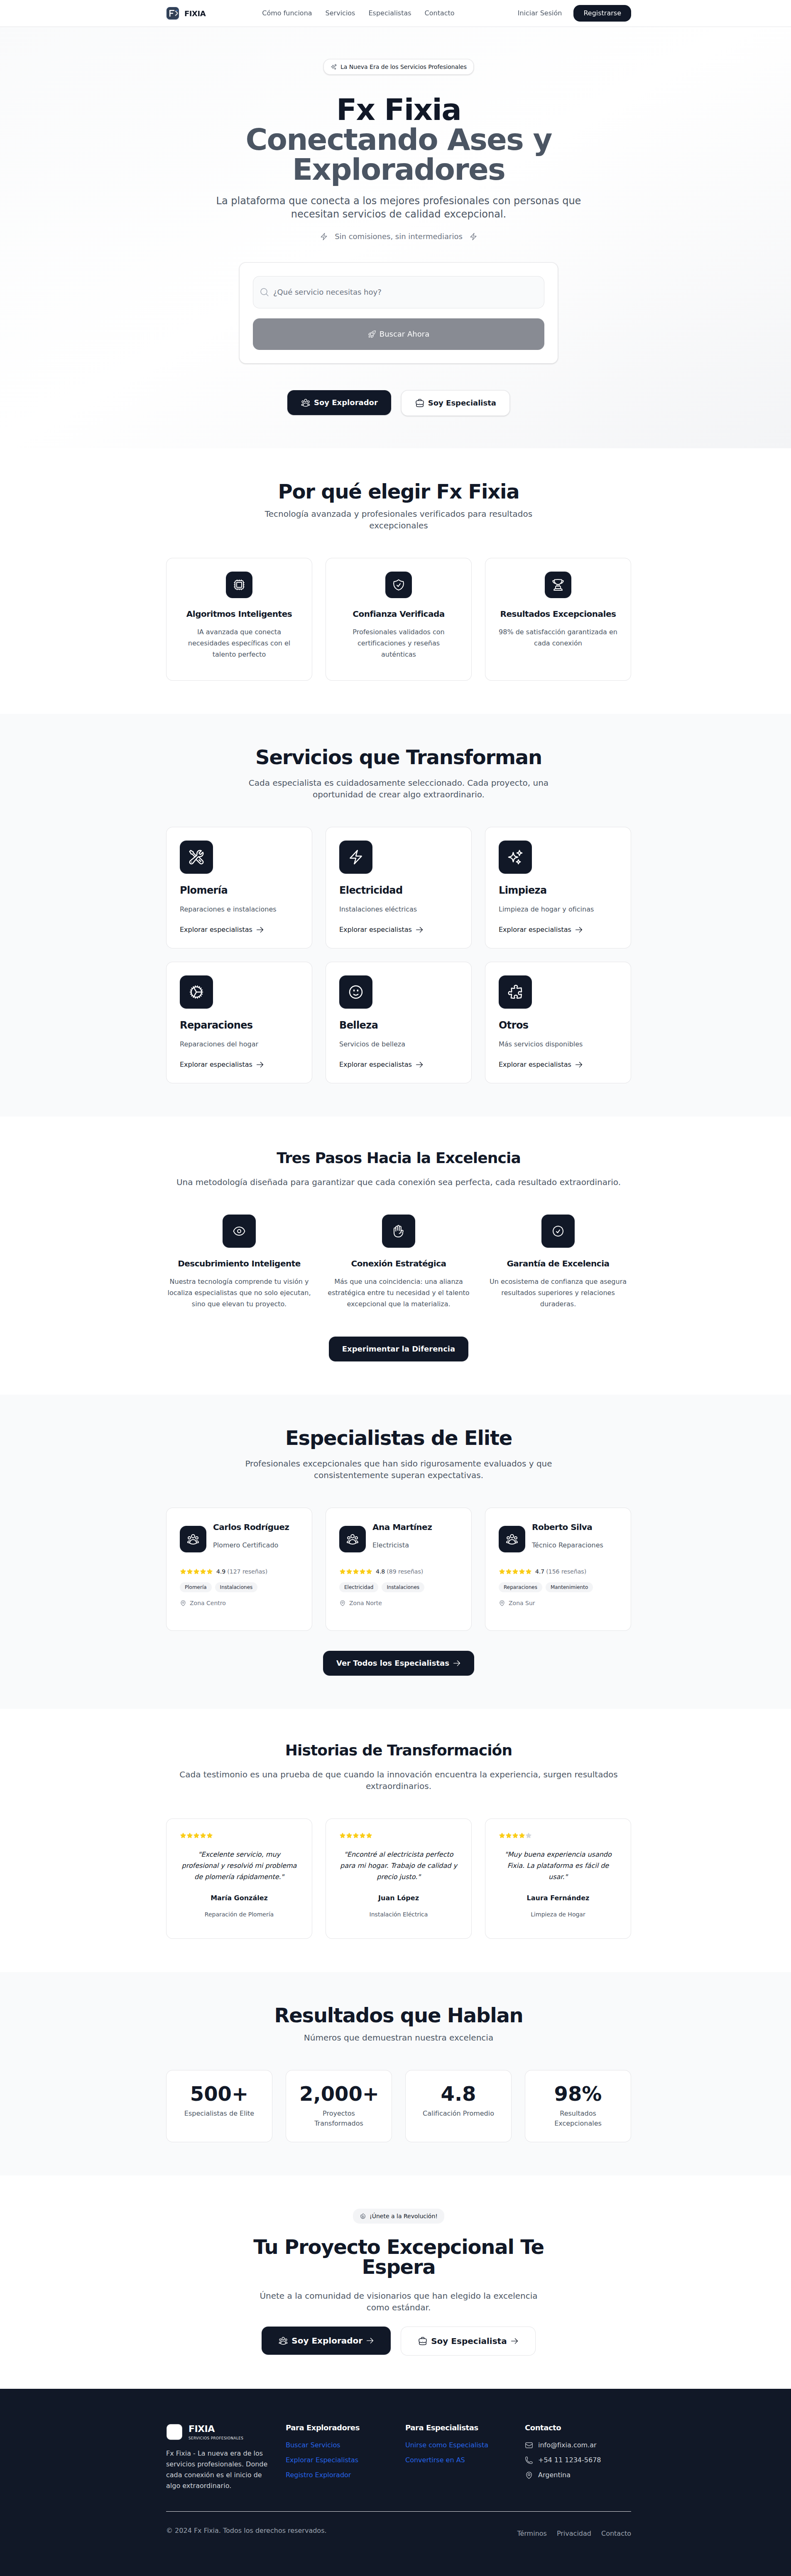 FIXIA
Cómo funciona
Servicios
Especialistas
Contacto
Iniciar Sesión
Registrarse
La Nueva Era de los Servicios Profesionales
Fx Fixia
Conectando Ases y
Exploradores
La plataforma que conecta a los mejores profesionales con personas que
necesitan servicios de calidad excepcional.
Sin comisiones, sin intermediarios
¿Qué servicio necesitas hoy?
Buscar Ahora
Soy Explorador
Soy Especialista
Por qué elegir Fx Fixia
Tecnología avanzada y profesionales verificados para resultados
excepcionales
Algoritmos Inteligentes
IA avanzada que conecta
necesidades específicas con el
talento perfecto
Confianza Verificada
Profesionales validados con
certificaciones y reseñas
auténticas
Resultados Excepcionales
98% de satisfacción garantizada en
cada conexión
Servicios que Transforman
Cada especialista es cuidadosamente seleccionado. Cada proyecto, una
oportunidad de crear algo extraordinario.
Plomería
Reparaciones e instalaciones
Explorar especialistas
Electricidad
Instalaciones eléctricas
Explorar especialistas
Limpieza
Limpieza de hogar y oficinas
Explorar especialistas
Reparaciones
Reparaciones del hogar
Explorar especialistas
Belleza
Servicios de belleza
Explorar especialistas
Otros
Más servicios disponibles
Explorar especialistas
Tres Pasos Hacia la Excelencia
Una metodología diseñada para garantizar que cada conexión sea perfecta, cada resultado extraordinario.
Descubrimiento Inteligente
Nuestra tecnología comprende tu visión y
localiza especialistas que no solo ejecutan,
sino que elevan tu proyecto.
Conexión Estratégica
Más que una coincidencia: una alianza
estratégica entre tu necesidad y el talento
excepcional que la materializa.
Garantía de Excelencia
Un ecosistema de confianza que asegura
resultados superiores y relaciones
duraderas.
Experimentar la Diferencia
Especialistas de Elite
Profesionales excepcionales que han sido rigurosamente evaluados y que
consistentemente superan expectativas.
Carlos Rodríguez
Plomero Certificado
4.9 (127 reseñas)
Plomería
Instalaciones
Zona Centro
Ana Martínez
Electricista
4.8 (89 reseñas)
Electricidad
Instalaciones
Zona Norte
Roberto Silva
Técnico Reparaciones
4.7 (156 reseñas)
Reparaciones
Mantenimiento
Zona Sur
Ver Todos los Especialistas
Historias de Transformación
Cada testimonio es una prueba de que cuando la innovación encuentra la experiencia, surgen resultados
extraordinarios.
"Excelente servicio, muy
profesional y resolvió mi problema
de plomería rápidamente."
María González
Reparación de Plomería
"Encontré al electricista perfecto
para mi hogar. Trabajo de calidad y
precio justo."
Juan López
Instalación Eléctrica
"Muy buena experiencia usando
Fixia. La plataforma es fácil de
usar."
Laura Fernández
Limpieza de Hogar
Resultados que Hablan
Números que demuestran nuestra excelencia
500+
Especialistas de Elite
2,000+
Proyectos
Transformados
4.8
Calificación Promedio
98%
Resultados
Excepcionales
¡Únete a la Revolución!
Tu Proyecto Excepcional Te
Espera
Únete a la comunidad de visionarios que han elegido la excelencia
como estándar.
Soy Explorador
Soy Especialista
FIXIA
SERVICIOS PROFESIONALES
Fx Fixia - La nueva era de los
servicios profesionales. Donde
cada conexión es el inicio de
algo extraordinario.
Para Exploradores
Buscar Servicios
Explorar Especialistas
Registro Explorador
Para Especialistas
Unirse como Especialista
Convertirse en AS
Contacto
info@fixia.com.ar
+54 11 1234-5678
Argentina
© 2024 Fx Fixia. Todos los derechos reservados.
Términos
Privacidad
Contacto